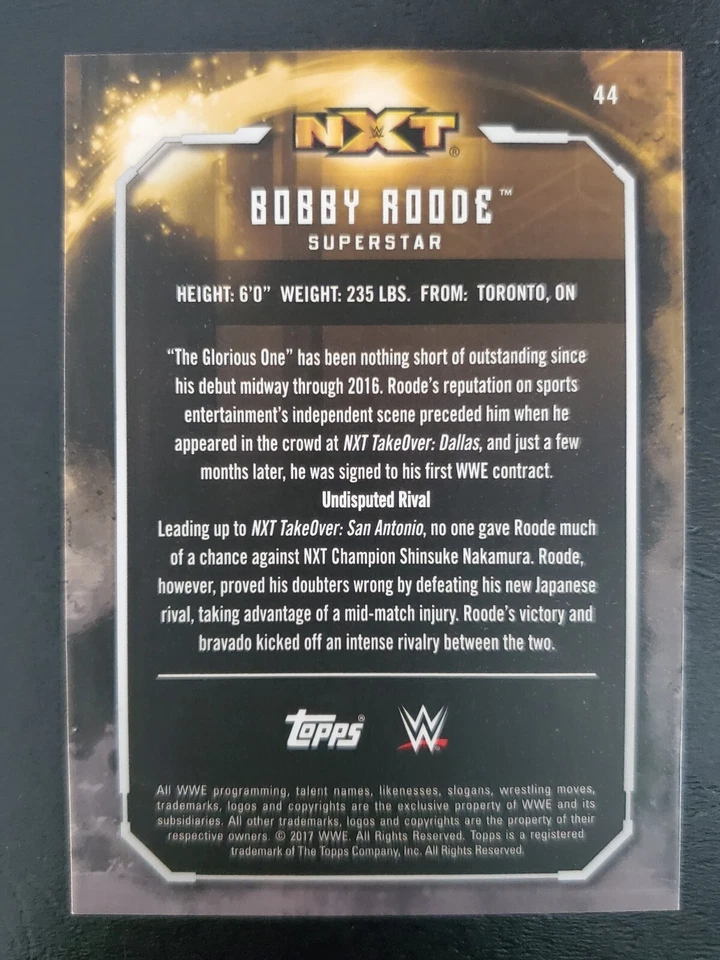 44
NXT®
BOBBY ROODE™
SUPERSTAR
HEIGHT: 6'0" WEIGHT: 235 LBS. FROM: TORONTO, ON
"The Glorious One" has been nothing short of outstanding since
his debut midway through 2016. Roode's reputation on sports
entertainment's independent scene preceded him when he
appeared in the crowd at NXT TakeOver: Dallas, and just a few
months later, he was signed to his first WWE contract.
Undisputed Rival
Leading up to NXT TakeOver: San Antonio, no one gave Roode much
of a chance against NXT Champion Shinsuke Nakamura. Roode,
however, proved his doubters wrong by defeating his new Japanese
rival, taking advantage of a mid-match injury. Roode's victory and
bravado kicked off an intense rivalry between the two.
Topps® W
All WWE programming, talent names, likenesses, slogans, wrestling moves,
trademarks, logos and copyrights are the exclusive property of WWE and its
subsidiaries. All other trademarks, logos and copyrights are the property of their
respective owners. © 2017 WWE. All Rights Reserved. Topps is a registered
trademark of The Topps Company, Inc. All Rights Reserved.